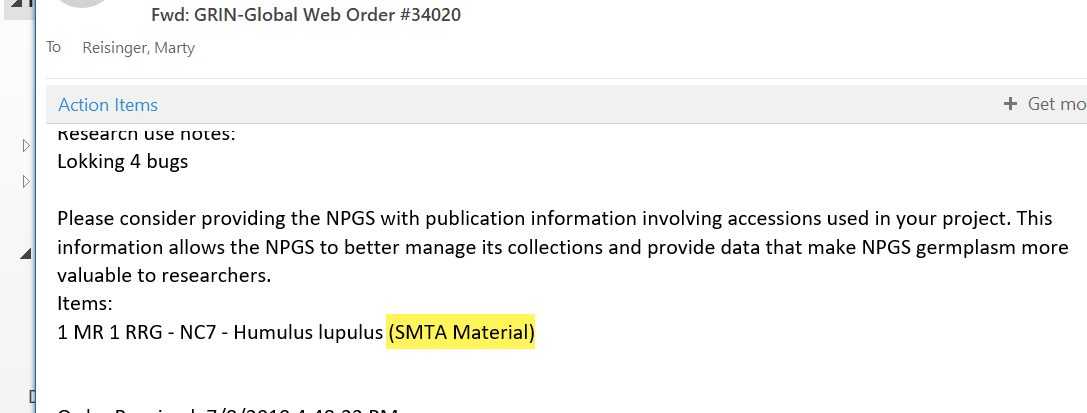 Fwd: GRIN-Global Web Order #34020
To Reisinger, Marty
Action Items
+ Get mo
Research use notes:
Lokking 4 bugs
Please consider providing the NPGS with publication information involving accessions used in your project. This
information allows the NPGS to better manage its collections and provide data that make NPGS germplasm more
valuable to researchers.
Items:
1 MR 1 RRG - NC7 - Humulus lupulus (SMTA Material)